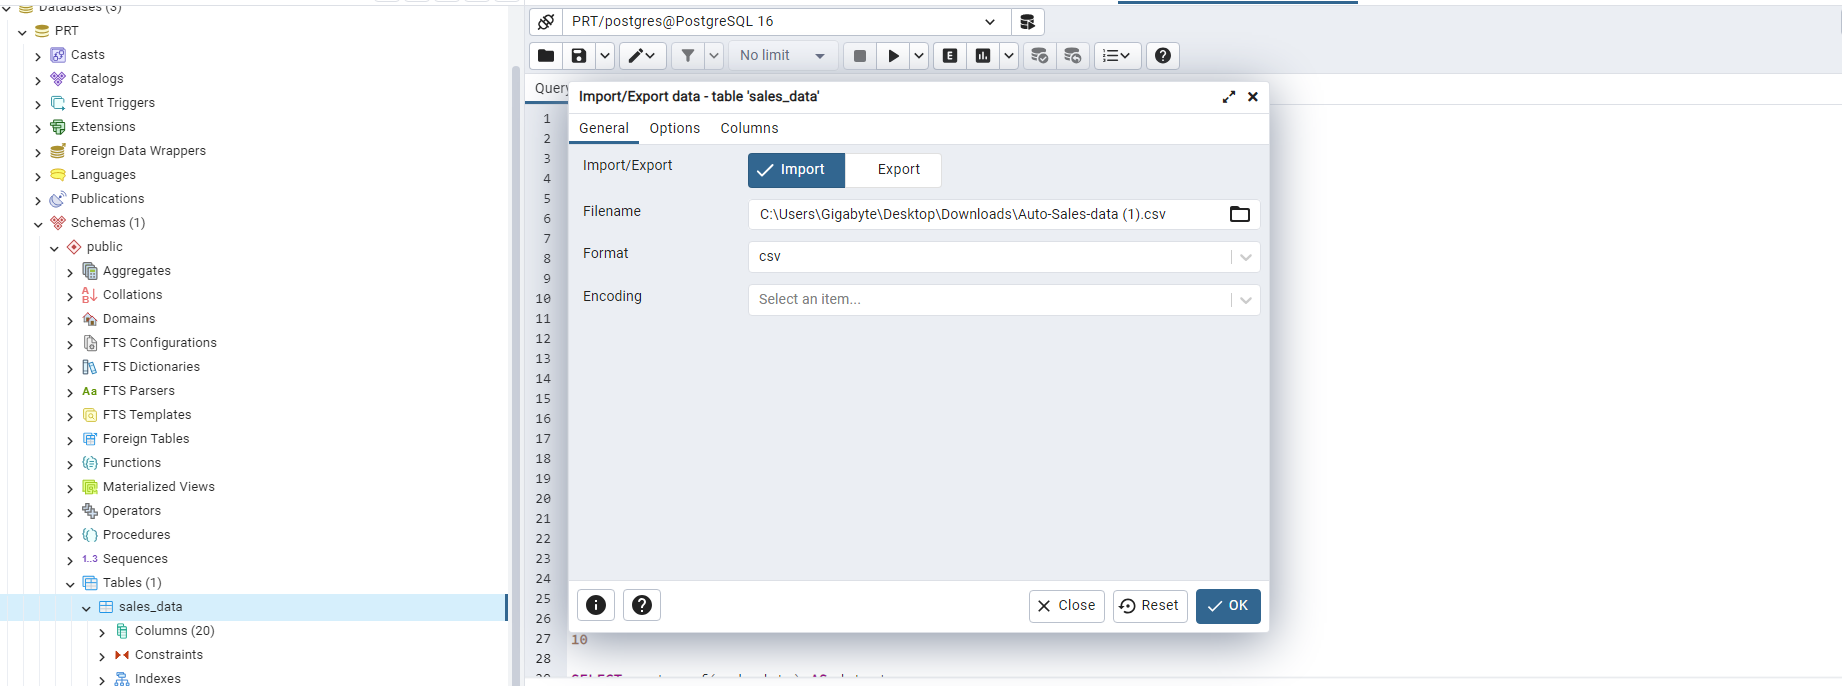 Databases (3)
PRT
Casts
Catalogs
Event Triggers
Extensions
Foreign Data Wrappers
Languages
Publications
Schemas (1)
public
Aggregates
Collations
Domains
FTS Configurations
FTS Dictionaries
Aa FTS Parsers
FTS Templates
Foreign Tables
Functions
Materialized Views
Operators
Procedures
1..3 Sequences
Tables (1)
sales_data
Columns (20)
Constraints
Indexes
PRT/postgres@PostgreSQL 16
No limit
E
Query
Import/Export data - table 'sales_data'
General Options Columns
Import/Export Import Export
Filename C:\Users\Gigabyte\Desktop\Downloads\Auto-Sales-data (1).csv
Format csv
Encoding Select an item...
Close Reset OK
1
2
3
4
5
6
7
8
9
10
11
12
13
14
15
16
17
18
19
20
21
22
23
24
25
26
27 10
28